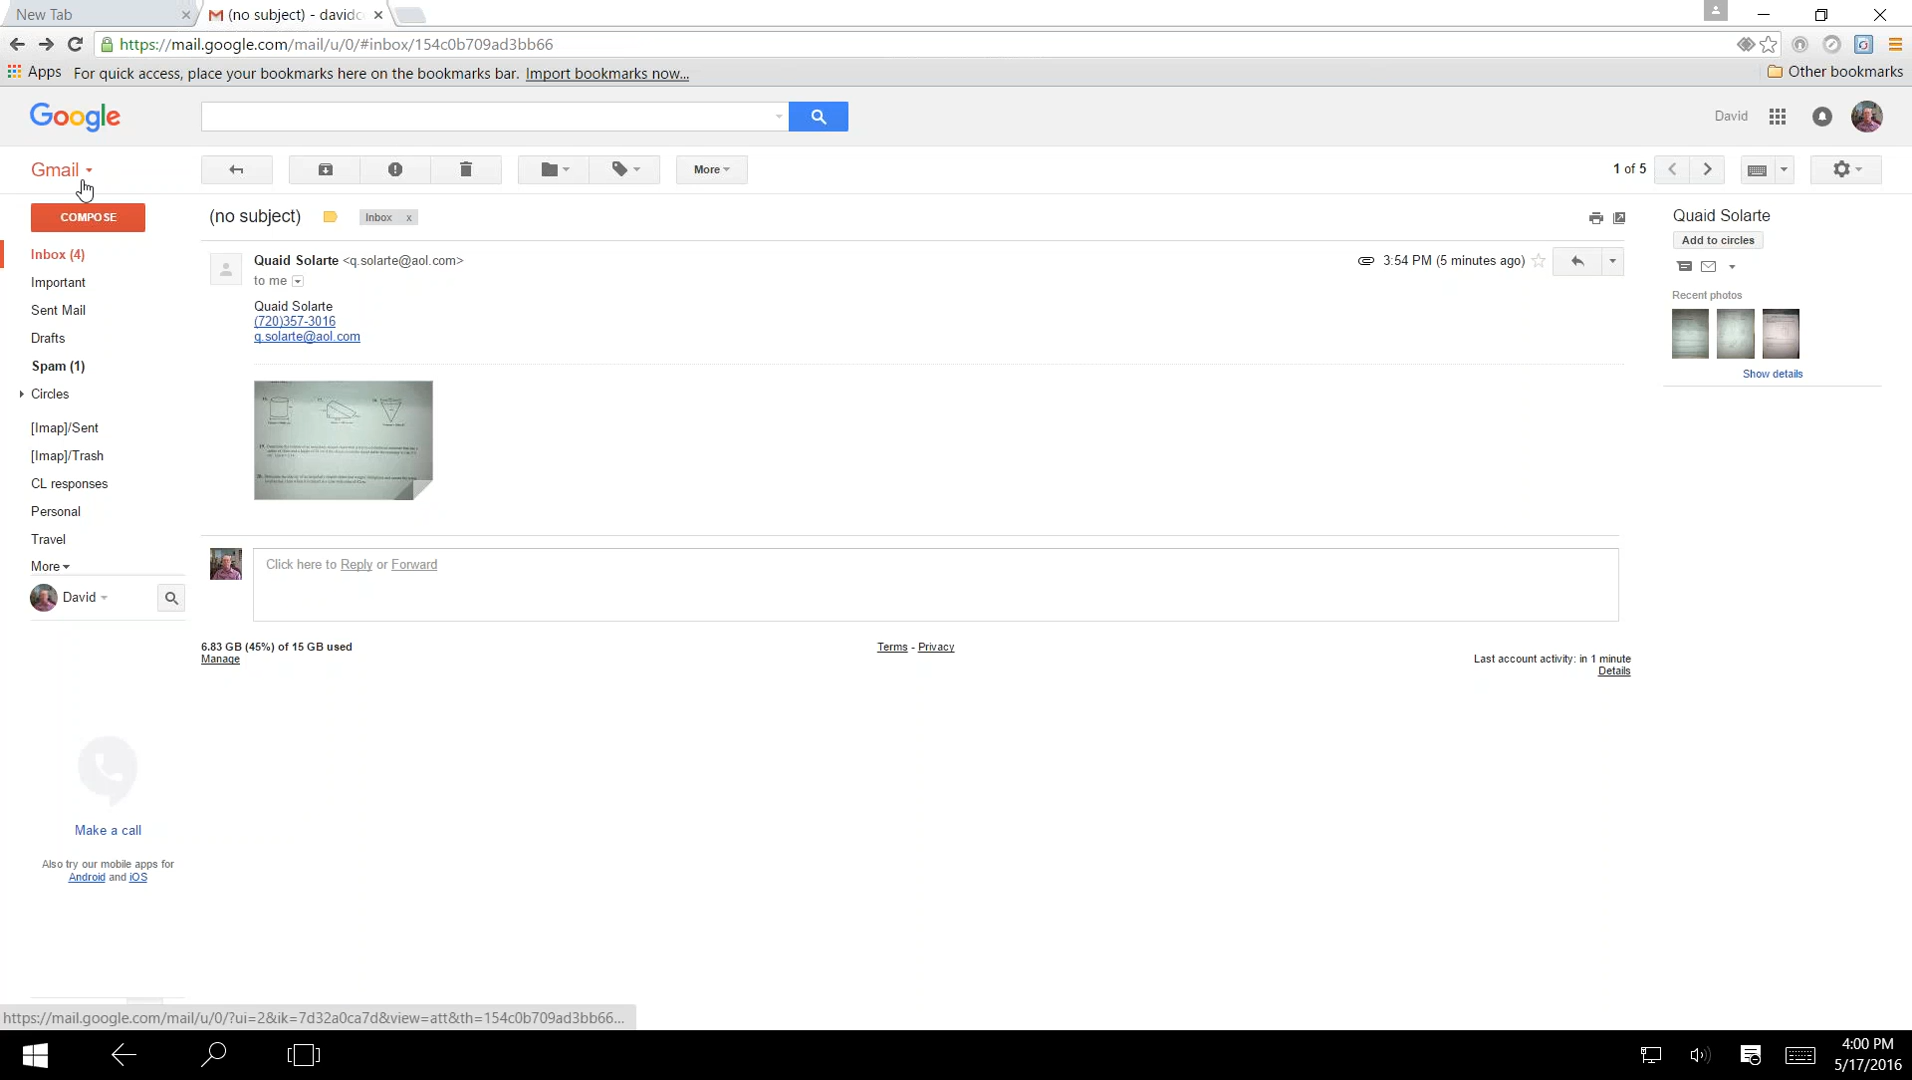 New Tab
(no subject) - davidc
https://mail.google.com/mail/u/0/#inbox/154c0b709ad3bb66
Apps For quick access, place your bookmarks here on the bookmarks bar. Import bookmarks now...
Other bookmarks
Google
David
Gmail
More
1 of 5
COMPOSE
(no subject)
Inbox x
Inbox (4)
Important
Sent Mail
Drafts
Spam (1)
Circles
[Imap]/Sent
[Imap]/Trash
CL responses
Personal
Travel
More
David
Make a call
Also try our mobile apps for
Android and iOS
Quaid Solarte <q.solarte@aol.com>
3:54 PM (5 minutes ago)
to me
Quaid Solarte
(720)357-3016
q.solarte@aol.com
Click here to Reply or Forward
6.83 GB (45%) of 15 GB used
Manage
Terms - Privacy
Last account activity: in 1 minute
Details
Quaid Solarte
Add to circles
Recent photos
Show details
https://mail.google.com/mail/u/0/?ui=2&ik=7d32a0ca7d&view=att&th=154c0b709ad3bb66...
4:00 PM
5/17/2016